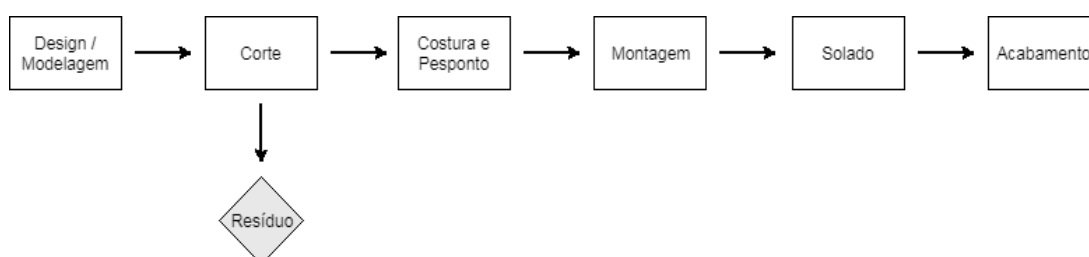 Design /
Modelagem
Corte
Costura e
Pesponto
Montagem
Solado
Acabamento
Resíduo